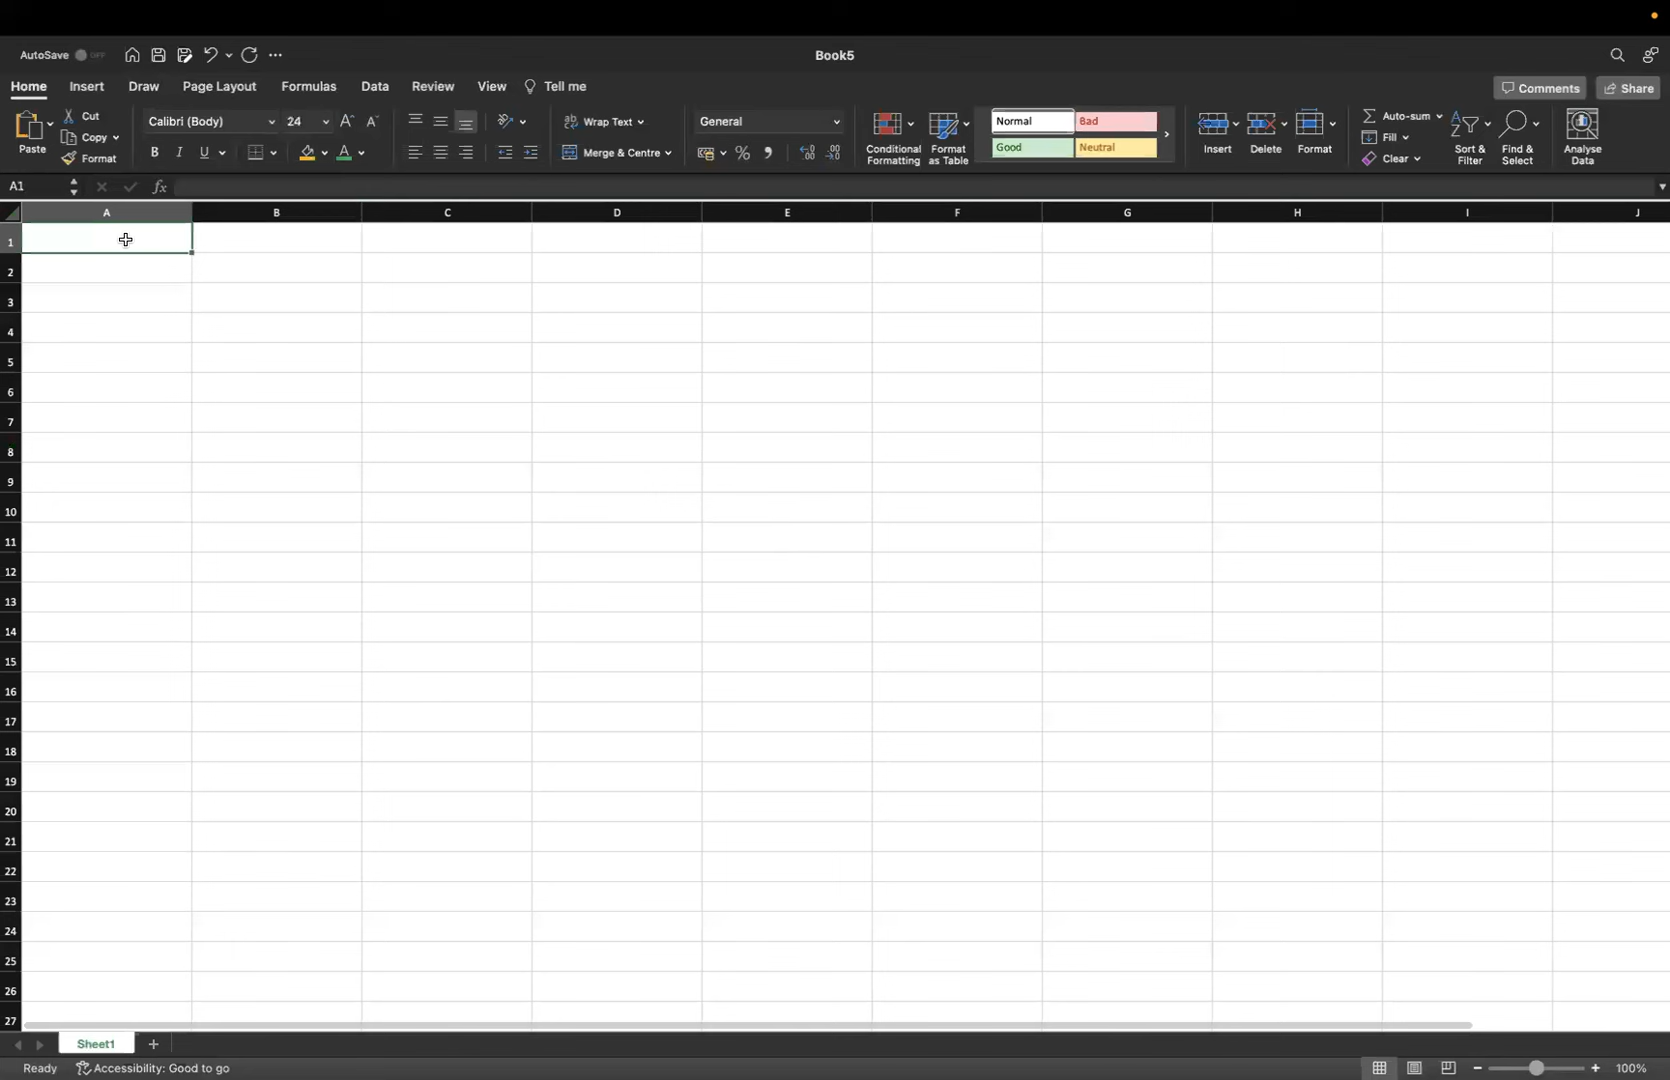 AutoSave OFF Book5
Home Insert Draw Page Layout Formulas Data Review View Tell me Comments Share
Paste Cut Copy Format
Calibri (Body) 24
B I U A
Wrap Text
Merge & Centre
General
% ,
Conditional Formatting
Format as Table
Normal Bad
Good Neutral
Insert Delete Format
Auto-sum
Fill
Clear
Sort & Filter
Find & Select
Analyse Data
A1 fx
A B C D E F G H I J
1
2
3
4
5
6
7
8
9
10
11
12
13
14
15
16
17
18
19
20
21
22
23
24
25
26
27
Sheet1 +
Ready Accessibility: Good to go 100%